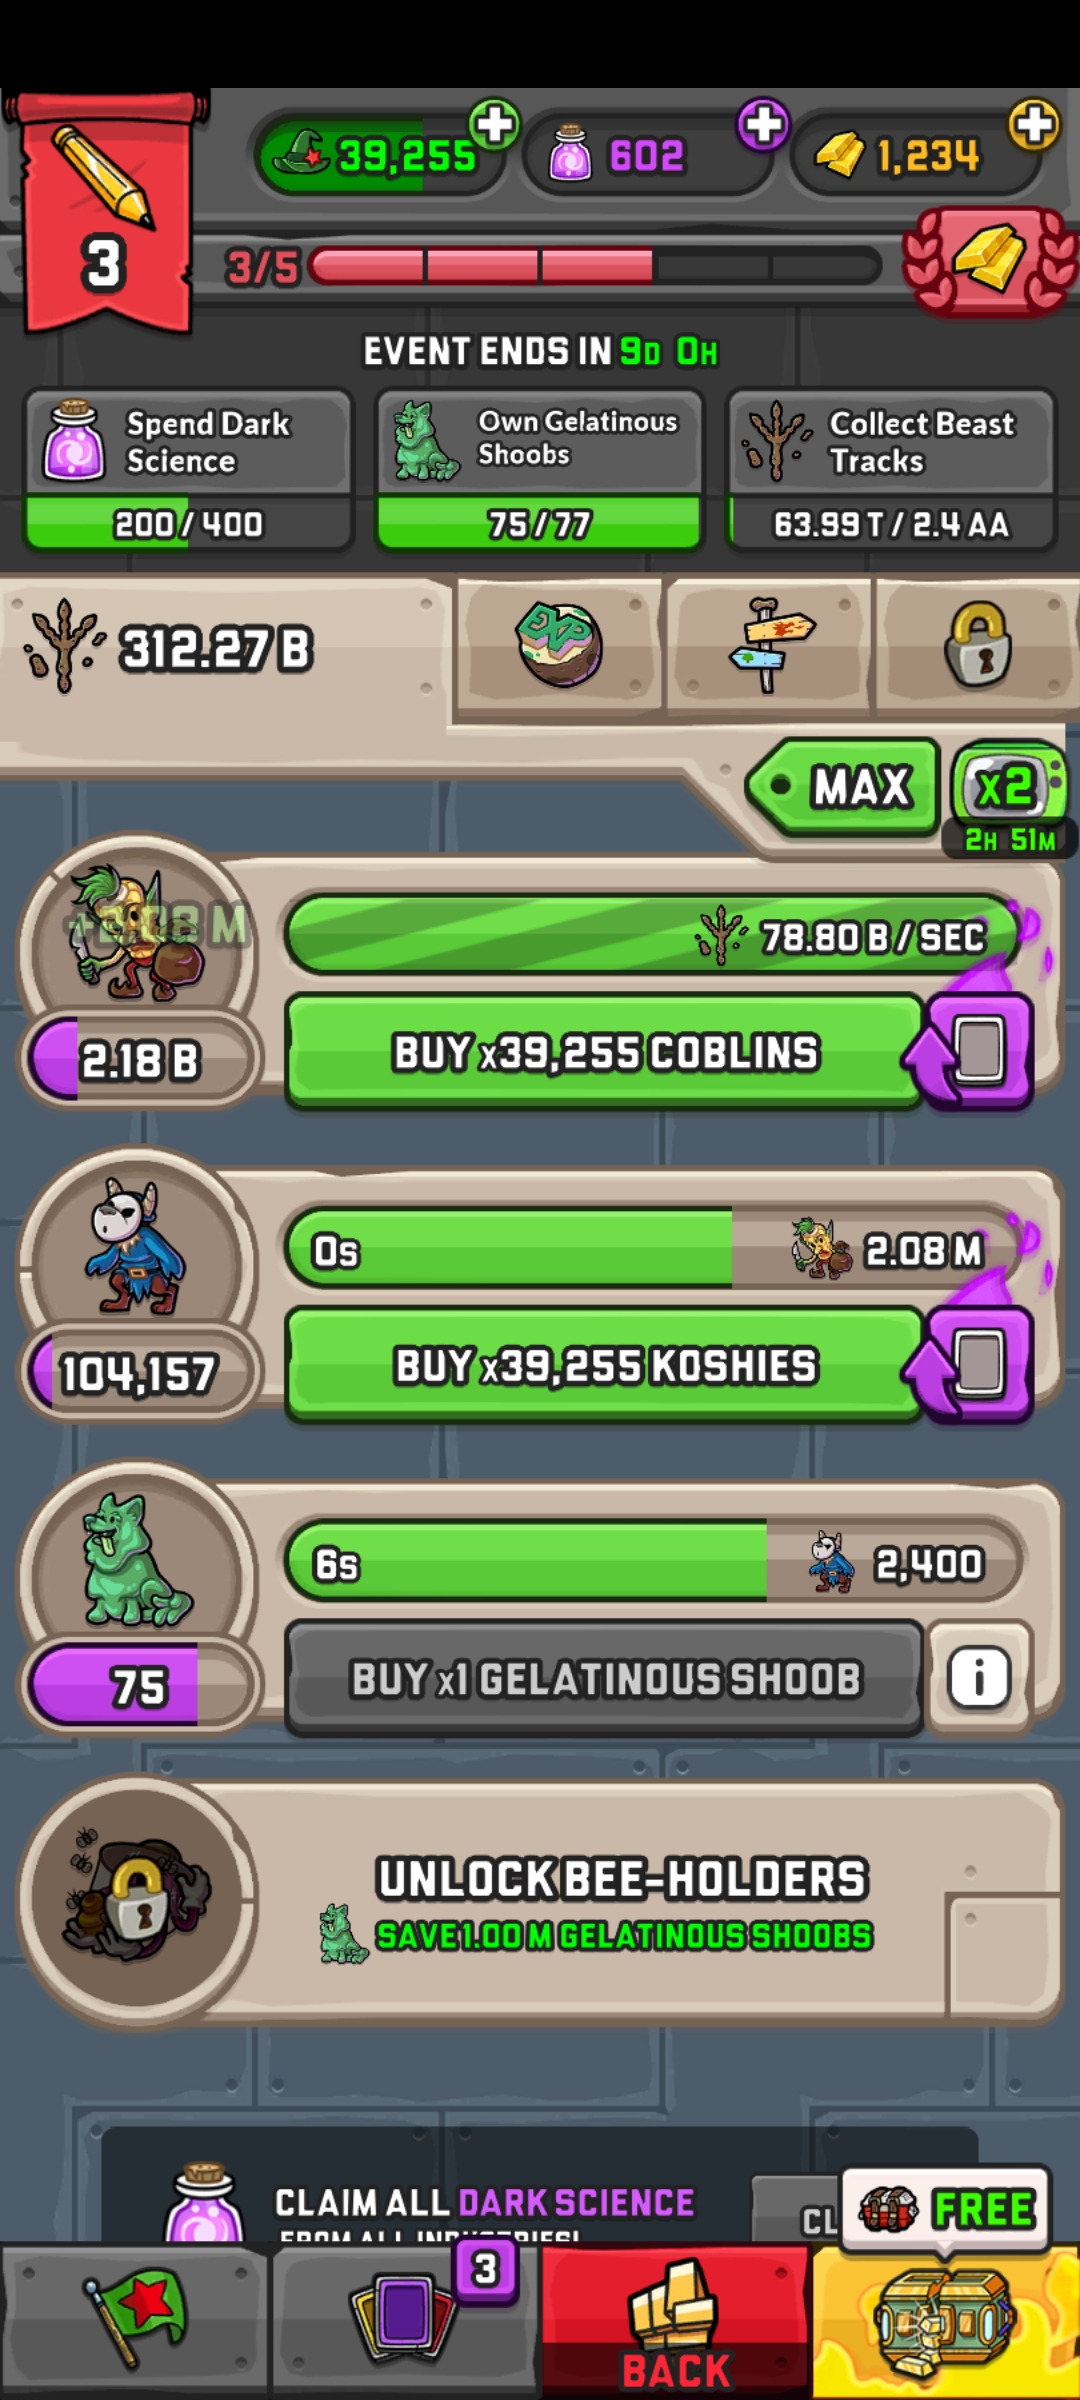 39,255
602
1,234
3
3/5
EVENT ENDS IN 9D 0H
Spend Dark
Science
200 / 400
Own Gelatinous
Shoobs
75 / 77
Collect Beast
Tracks
63.99 T / 2.4 AA
312.27 B
EXP
MAX
x2
2H 51M
78.80 B / SEC
2.18 B
BUY x39,255 COBLINS
0s
2.08 M
104,157
BUY x39,255 KOSHIES
6s
2,400
75
BUY x1 GELATINOUS SHOOB
i
UNLOCK BEE-HOLDERS
SAVE 1.00 M GELATINOUS SHOOBS
CLAIM ALL DARK SCIENCE
FROM ALL INDUSTRIES!
CL
FREE
3
BACK